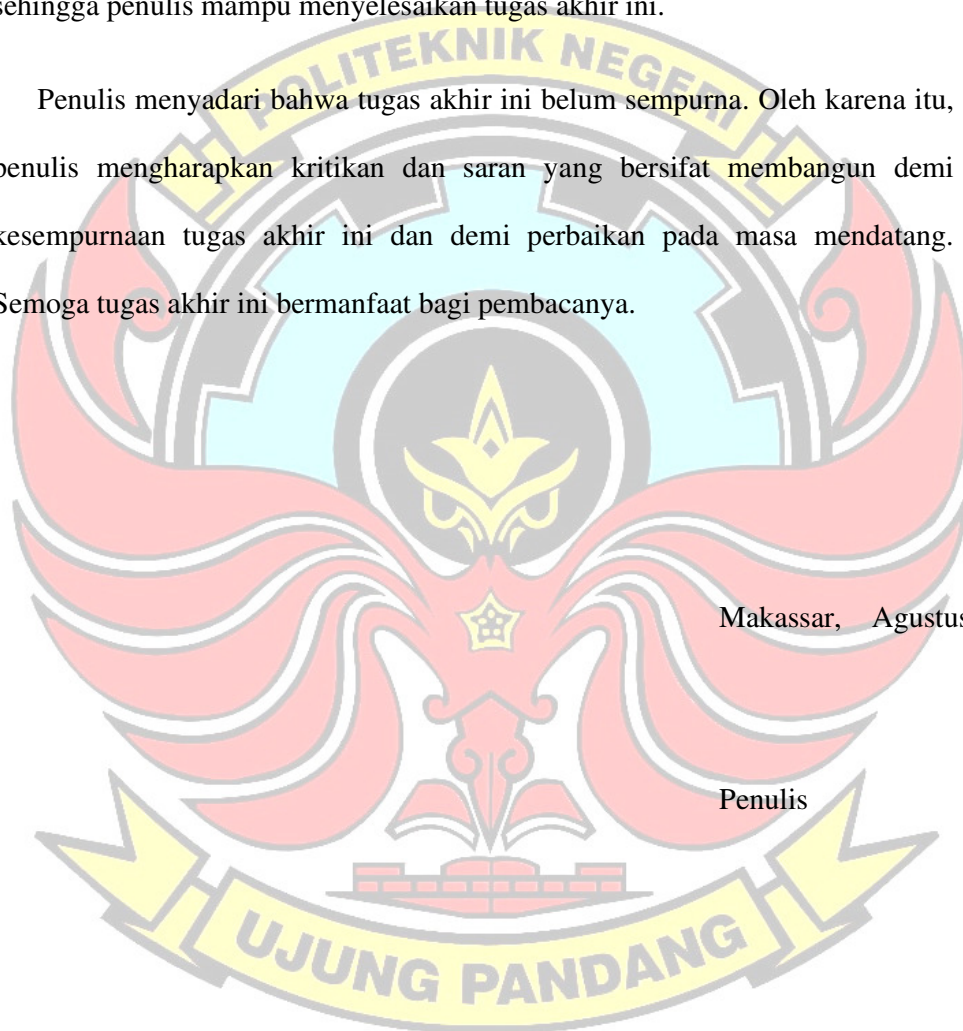 sehingga penulis mampu menyelesaikan tugas akhir ini.
POLITEKNIK NEGERI
Penulis menyadari bahwa tugas akhir ini belum sempurna. Oleh karena itu,
penulis mengharapkan kritikan dan saran yang bersifat membangun demi
kesempurnaan tugas akhir ini dan demi perbaikan pada masa mendatang.
Semoga tugas akhir ini bermanfaat bagi pembacanya.
Makassar, Agustus
Penulis
UJUNG PANDANG